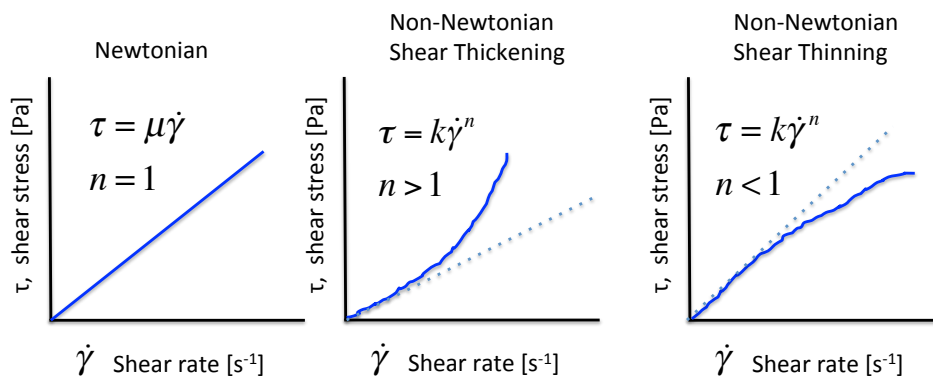 Newtonian
τ = μγ̇
n = 1
τ, shear stress [Pa]
γ̇ Shear rate [s⁻¹]
Non-Newtonian
Shear Thickening
τ = kγ̇ⁿ
n > 1
τ, shear stress [Pa]
γ̇ Shear rate [s⁻¹]
Non-Newtonian
Shear Thinning
τ = kγ̇ⁿ
n < 1
τ, shear stress [Pa]
γ̇ Shear rate [s⁻¹]